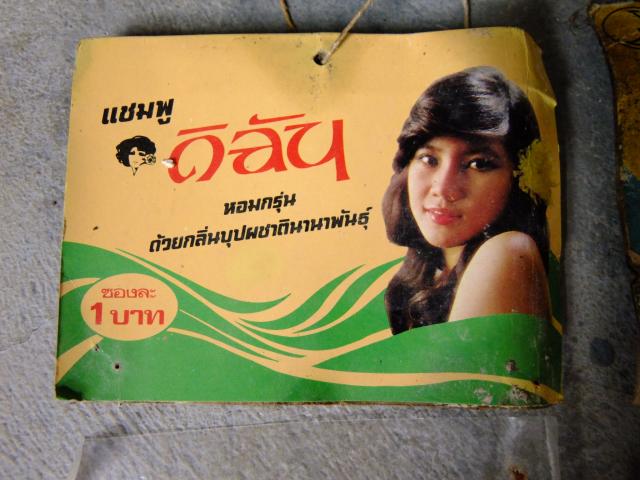 แชมพู
ดิฉัน
หอมกรุ่น
ด้วยกลิ่นบุปผชาตินานาพันธุ์
ซองละ
1 บาท